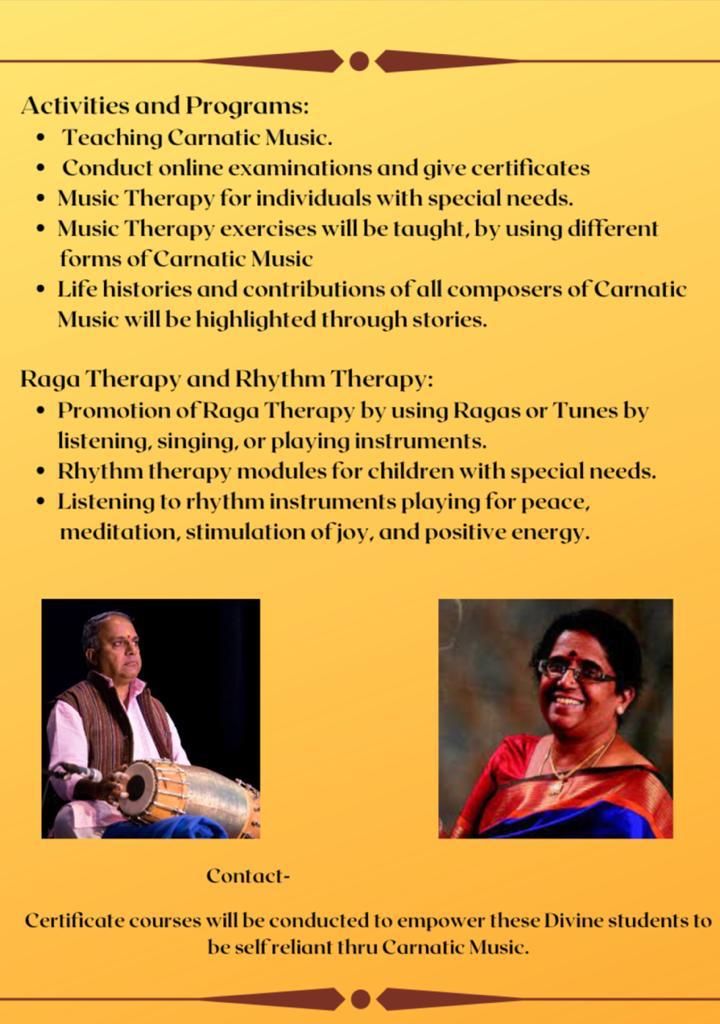 Activities and Programs:
• Teaching Carnatic Music.
• Conduct online examinations and give certificates
• Music Therapy for individuals with special needs.
• Music Therapy exercises will be taught, by using different
forms of Carnatic Music
• Life histories and contributions of all composers of Carnatic
Music will be highlighted through stories.
Raga Therapy and Rhythm Therapy:
• Promotion of Raga Therapy by using Ragas or Tunes by
listening, singing, or playing instruments.
• Rhythm therapy modules for children with special needs.
• Listening to rhythm instruments playing for peace,
meditation, stimulation of joy, and positive energy.
Contact-
Certificate courses will be conducted to empower these Divine students to
be self reliant thru Carnatic Music.